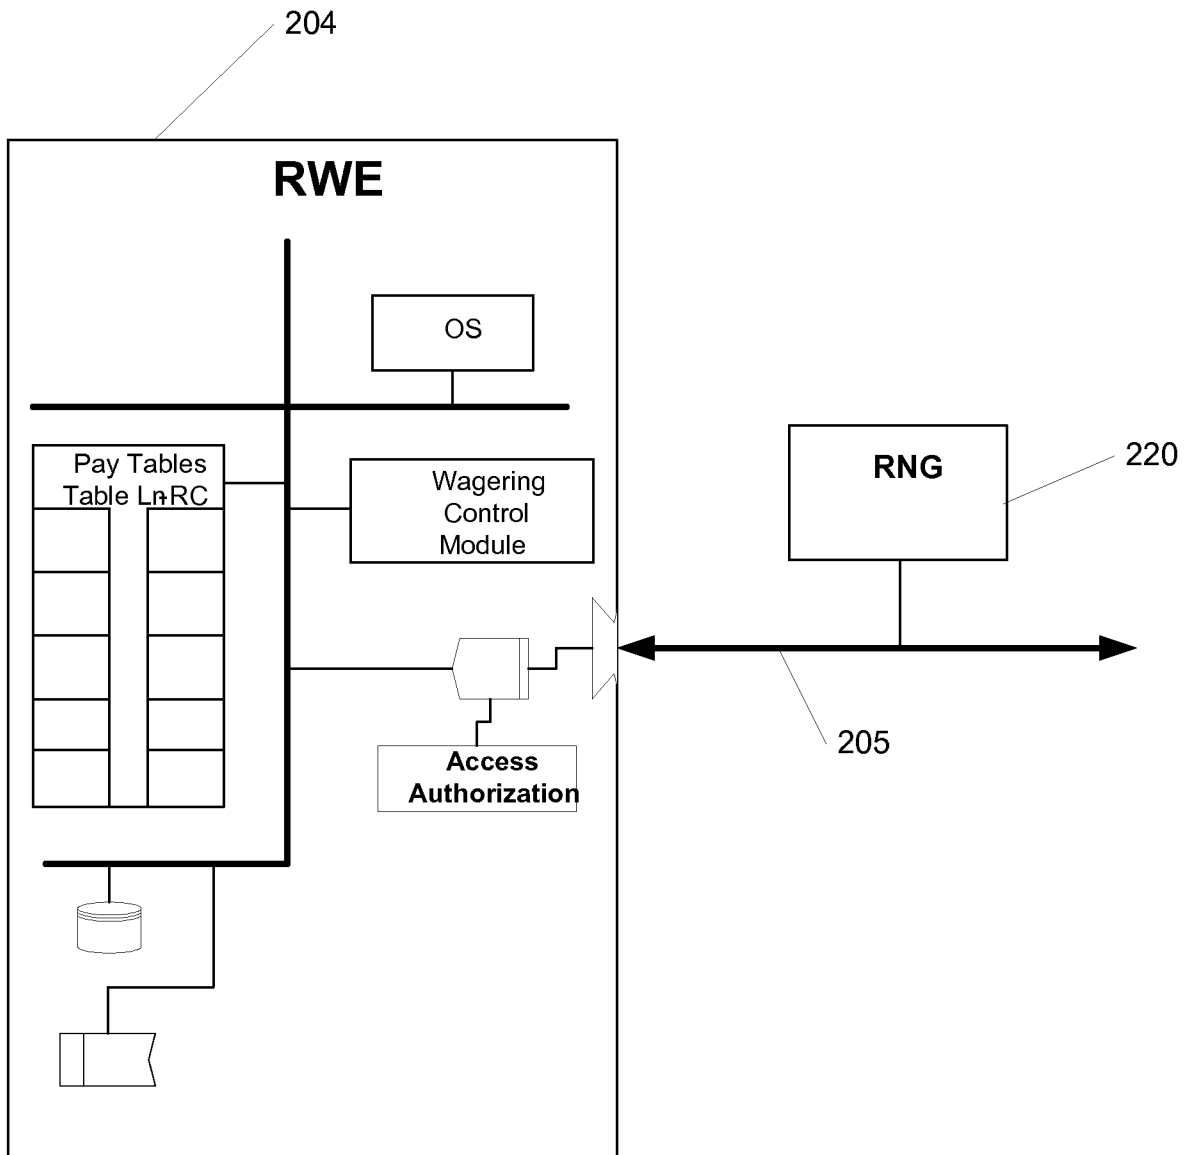 204
RWE
OS
Pay Tables
Table Ln-RC
Wagering
Control
Module
RNG
220
205
Access
Authorization